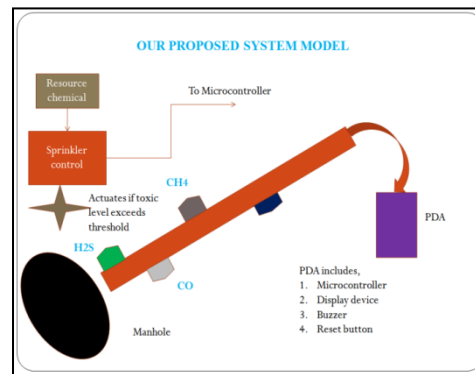 OUR PROPOSED SYSTEM MODEL
Resource
chemical
To Microcontroller
Sprinkler
control
Actuates if toxic
level exceeds
threshold
CH4
H2S
CO
Manhole
PDA
PDA includes,
1. Microcontroller
2. Display device
3. Buzzer
4. Reset button